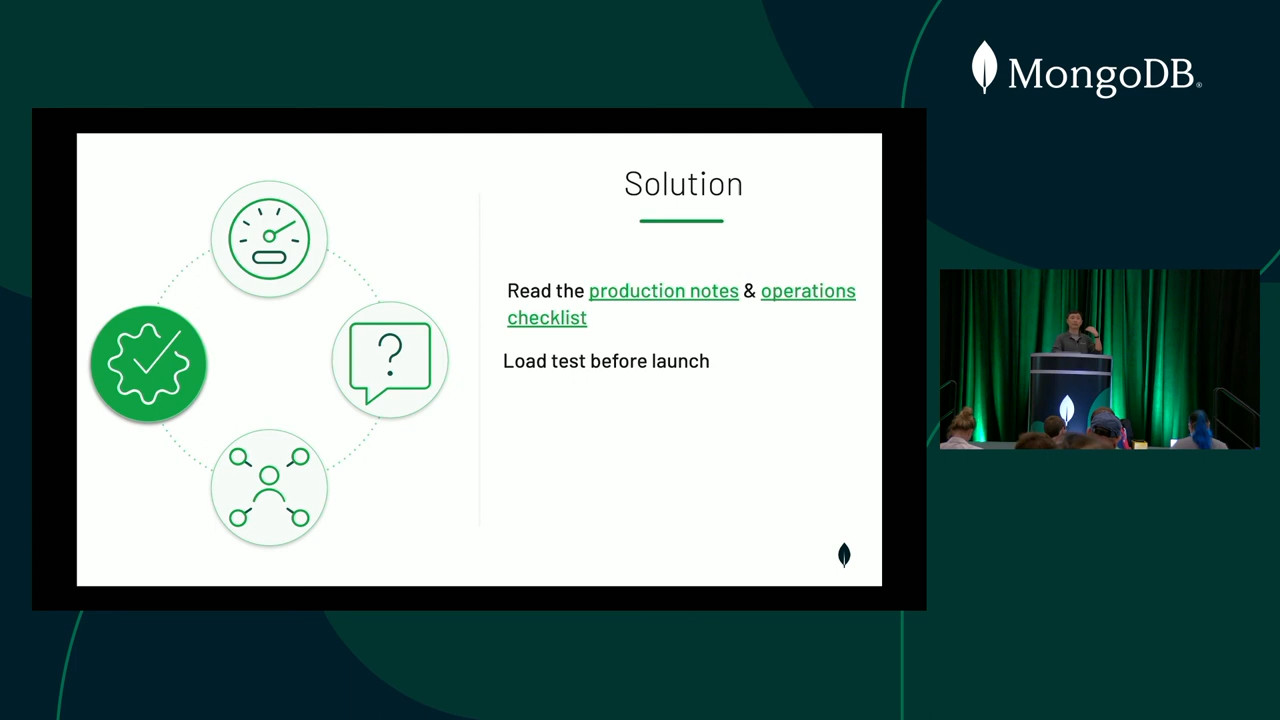 MongoDB®
Solution
Read the production notes & operations
checklist
Load test before launch
?